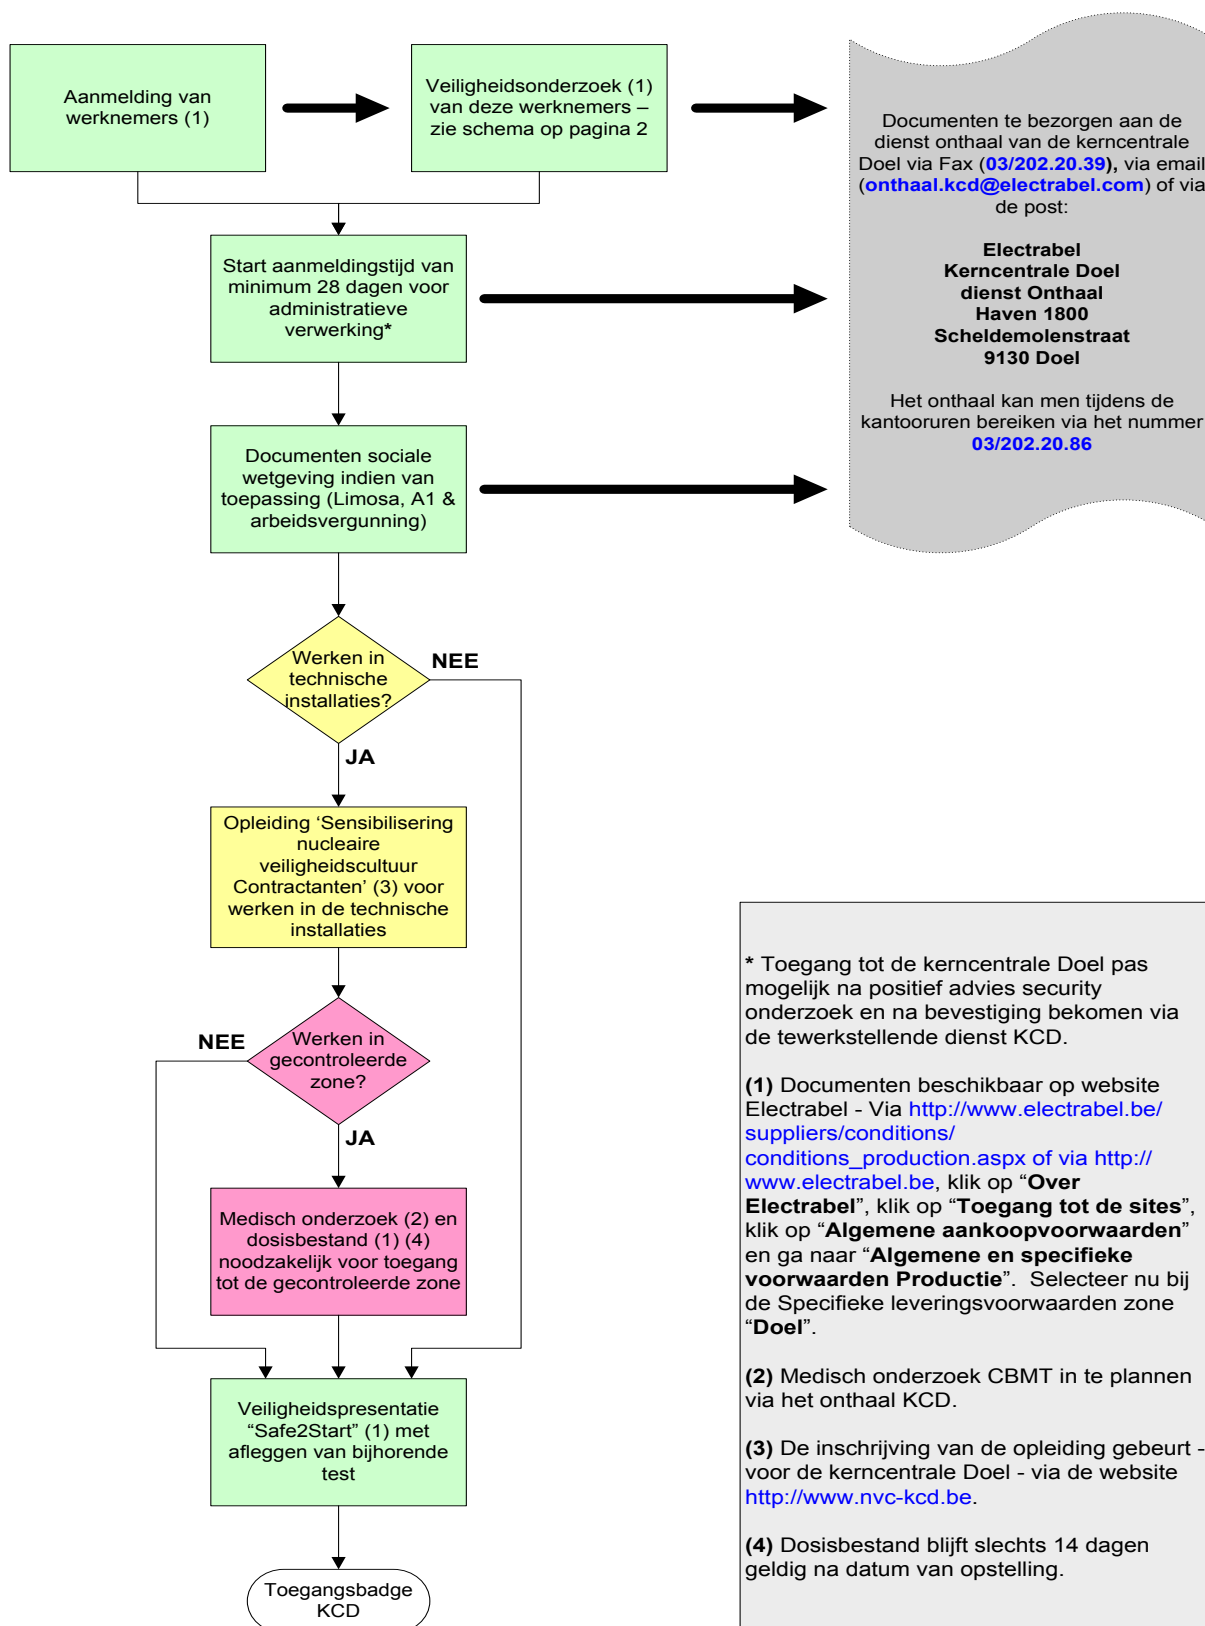 Aanmelding van
werknemers (1)
Veiligheidsonderzoek (1)
van deze werknemers –
zie schema op pagina 2
Documenten te bezorgen aan de
dienst onthaal van de kerncentrale
Doel via Fax (03/202.20.39), via email
(onthaal.kcd@electrabel.com) of via
de post:
Electrabel
Kerncentrale Doel
dienst Onthaal
Haven 1800
Scheldemolenstraat
9130 Doel
Het onthaal kan men tijdens de
kantooruren bereiken via het nummer
03/202.20.86
Start aanmeldingstijd van
minimum 28 dagen voor
administratieve
verwerking*
Documenten sociale
wetgeving indien van
toepassing (Limosa, A1 &
arbeidsvergunning)
Werken in
technische
installaties?
NEE
JA
Opleiding ‘Sensibilisering
nucleaire
veiligheidscultuur
Contractanten’ (3) voor
werken in de technische
installaties
Werken in
gecontroleerde
zone?
NEE
JA
Medisch onderzoek (2) en
dosisbestand (1) (4)
noodzakelijk voor toegang
tot de gecontroleerde zone
Veiligheidspresentatie
“Safe2Start” (1) met
afleggen van bijhorende
test
Toegangsbadge
KCD
* Toegang tot de kerncentrale Doel pas
mogelijk na positief advies security
onderzoek en na bevestiging bekomen via
de tewerkstellende dienst KCD.
(1) Documenten beschikbaar op website
Electrabel - Via http://www.electrabel.be/
suppliers/conditions/
conditions_production.aspx of via http://
www.electrabel.be, klik op “Over
Electrabel”, klik op “Toegang tot de sites”,
klik op “Algemene aankoopvoorwaarden”
en ga naar “Algemene en specifieke
voorwaarden Productie”. Selecteer nu bij
de Specifieke leveringsvoorwaarden zone
“Doel”.
(2) Medisch onderzoek CBMT in te plannen
via het onthaal KCD.
(3) De inschrijving van de opleiding gebeurt -
voor de kerncentrale Doel - via de website
http://www.nvc-kcd.be.
(4) Dosisbestand blijft slechts 14 dagen
geldig na datum van opstelling.